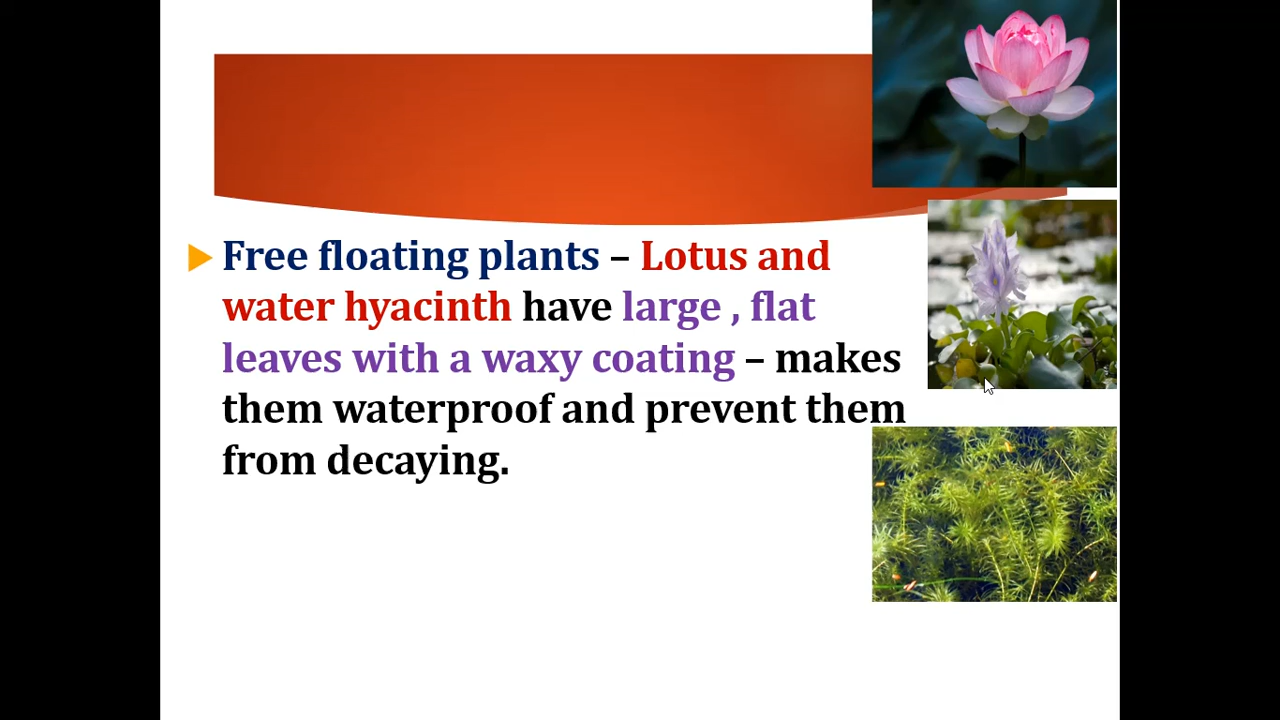 Free floating plants – Lotus and
water hyacinth have large , flat
leaves with a waxy coating – makes
them waterproof and prevent them
from decaying.